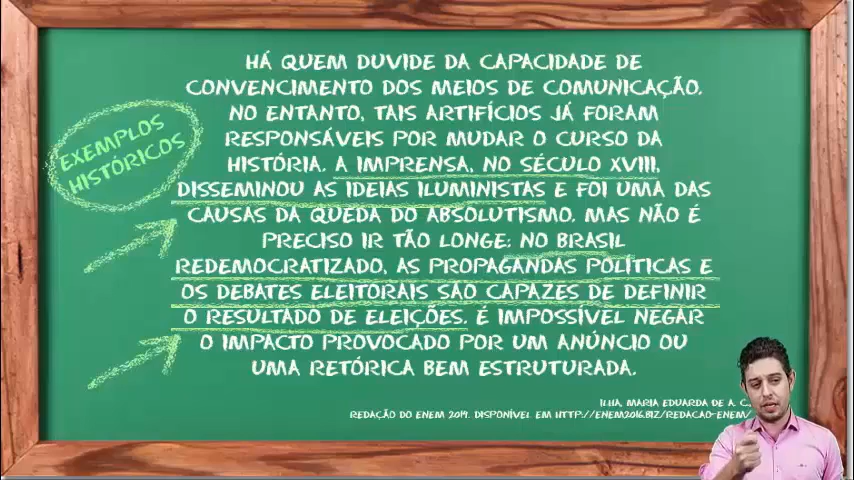 HÁ QUEM DUVIDE DA CAPACIDADE DE
CONVENCIMENTO DOS MEIOS DE COMUNICAÇÃO.
NO ENTANTO, TAIS ARTIFÍCIOS JÁ FORAM
RESPONSÁVEIS POR MUDAR O CURSO DA
HISTÓRIA. A IMPRENSA, NO SÉCULO XVIII,
DISSEMINOU AS IDEIAS ILUMINISTAS E FOI UMA DAS
CAUSAS DA QUEDA DO ABSOLUTISMO. MAS NÃO É
PRECISO IR TÃO LONGE: NO BRASIL
REDEMOCRATIZADO, AS PROPAGANDAS POLÍTICAS E
OS DEBATES ELEITORAIS SÃO CAPAZES DE DEFINIR
O RESULTADO DE ELEIÇÕES. É IMPOSSÍVEL NEGAR
O IMPACTO PROVOCADO POR UM ANÚNCIO OU
UMA RETÓRICA BEM ESTRUTURADA.
EXEMPLOS
HISTÓRICOS
ILHA, MARIA EDUARDA DE A. C.
REDAÇÃO DO ENEM 2014. DISPONÍVEL EM HTTP://ENEM2016.BIZ/REDACAO-ENEM/